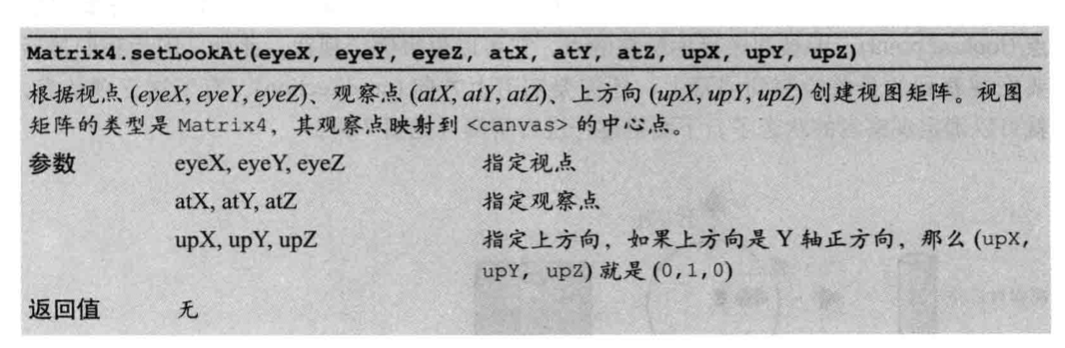 Matrix4.setLookAt(eyeX, eyeY, eyeZ, atX, atY, atZ, upX, upY, upZ)
根据视点 (eyeX, eyeY, eyeZ)、观察点 (atX, atY, atZ)、上方向 (upX, upY, upZ) 创建视图矩阵。视图
矩阵的类型是 Matrix4，其观察点映射到 <canvas> 的中心点。
参数 eyeX, eyeY, eyeZ 指定视点
atX, atY, atZ 指定观察点
upX, upY, upZ 指定上方向，如果上方向是 Y 轴正方向，那么 (upX,
upY, upZ) 就是 (0,1,0)
返回值 无